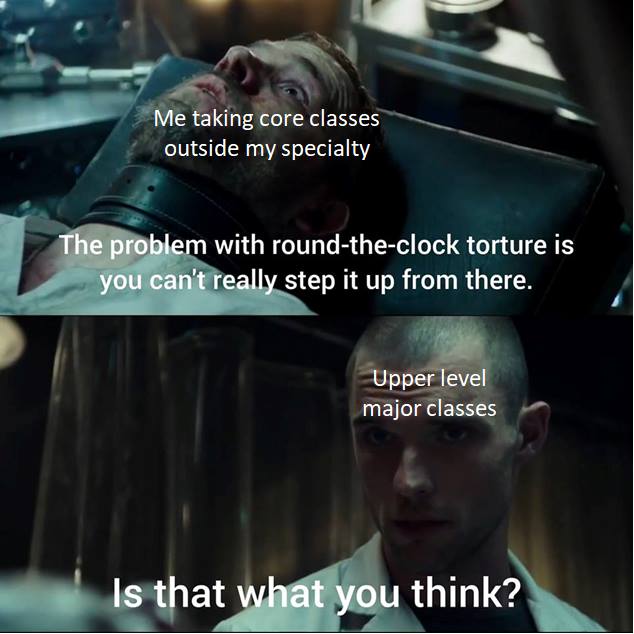 Me taking core classes
outside my specialty
The problem with round-the-clock torture is
you can't really step it up from there.
Upper level
major classes
Is that what you think?